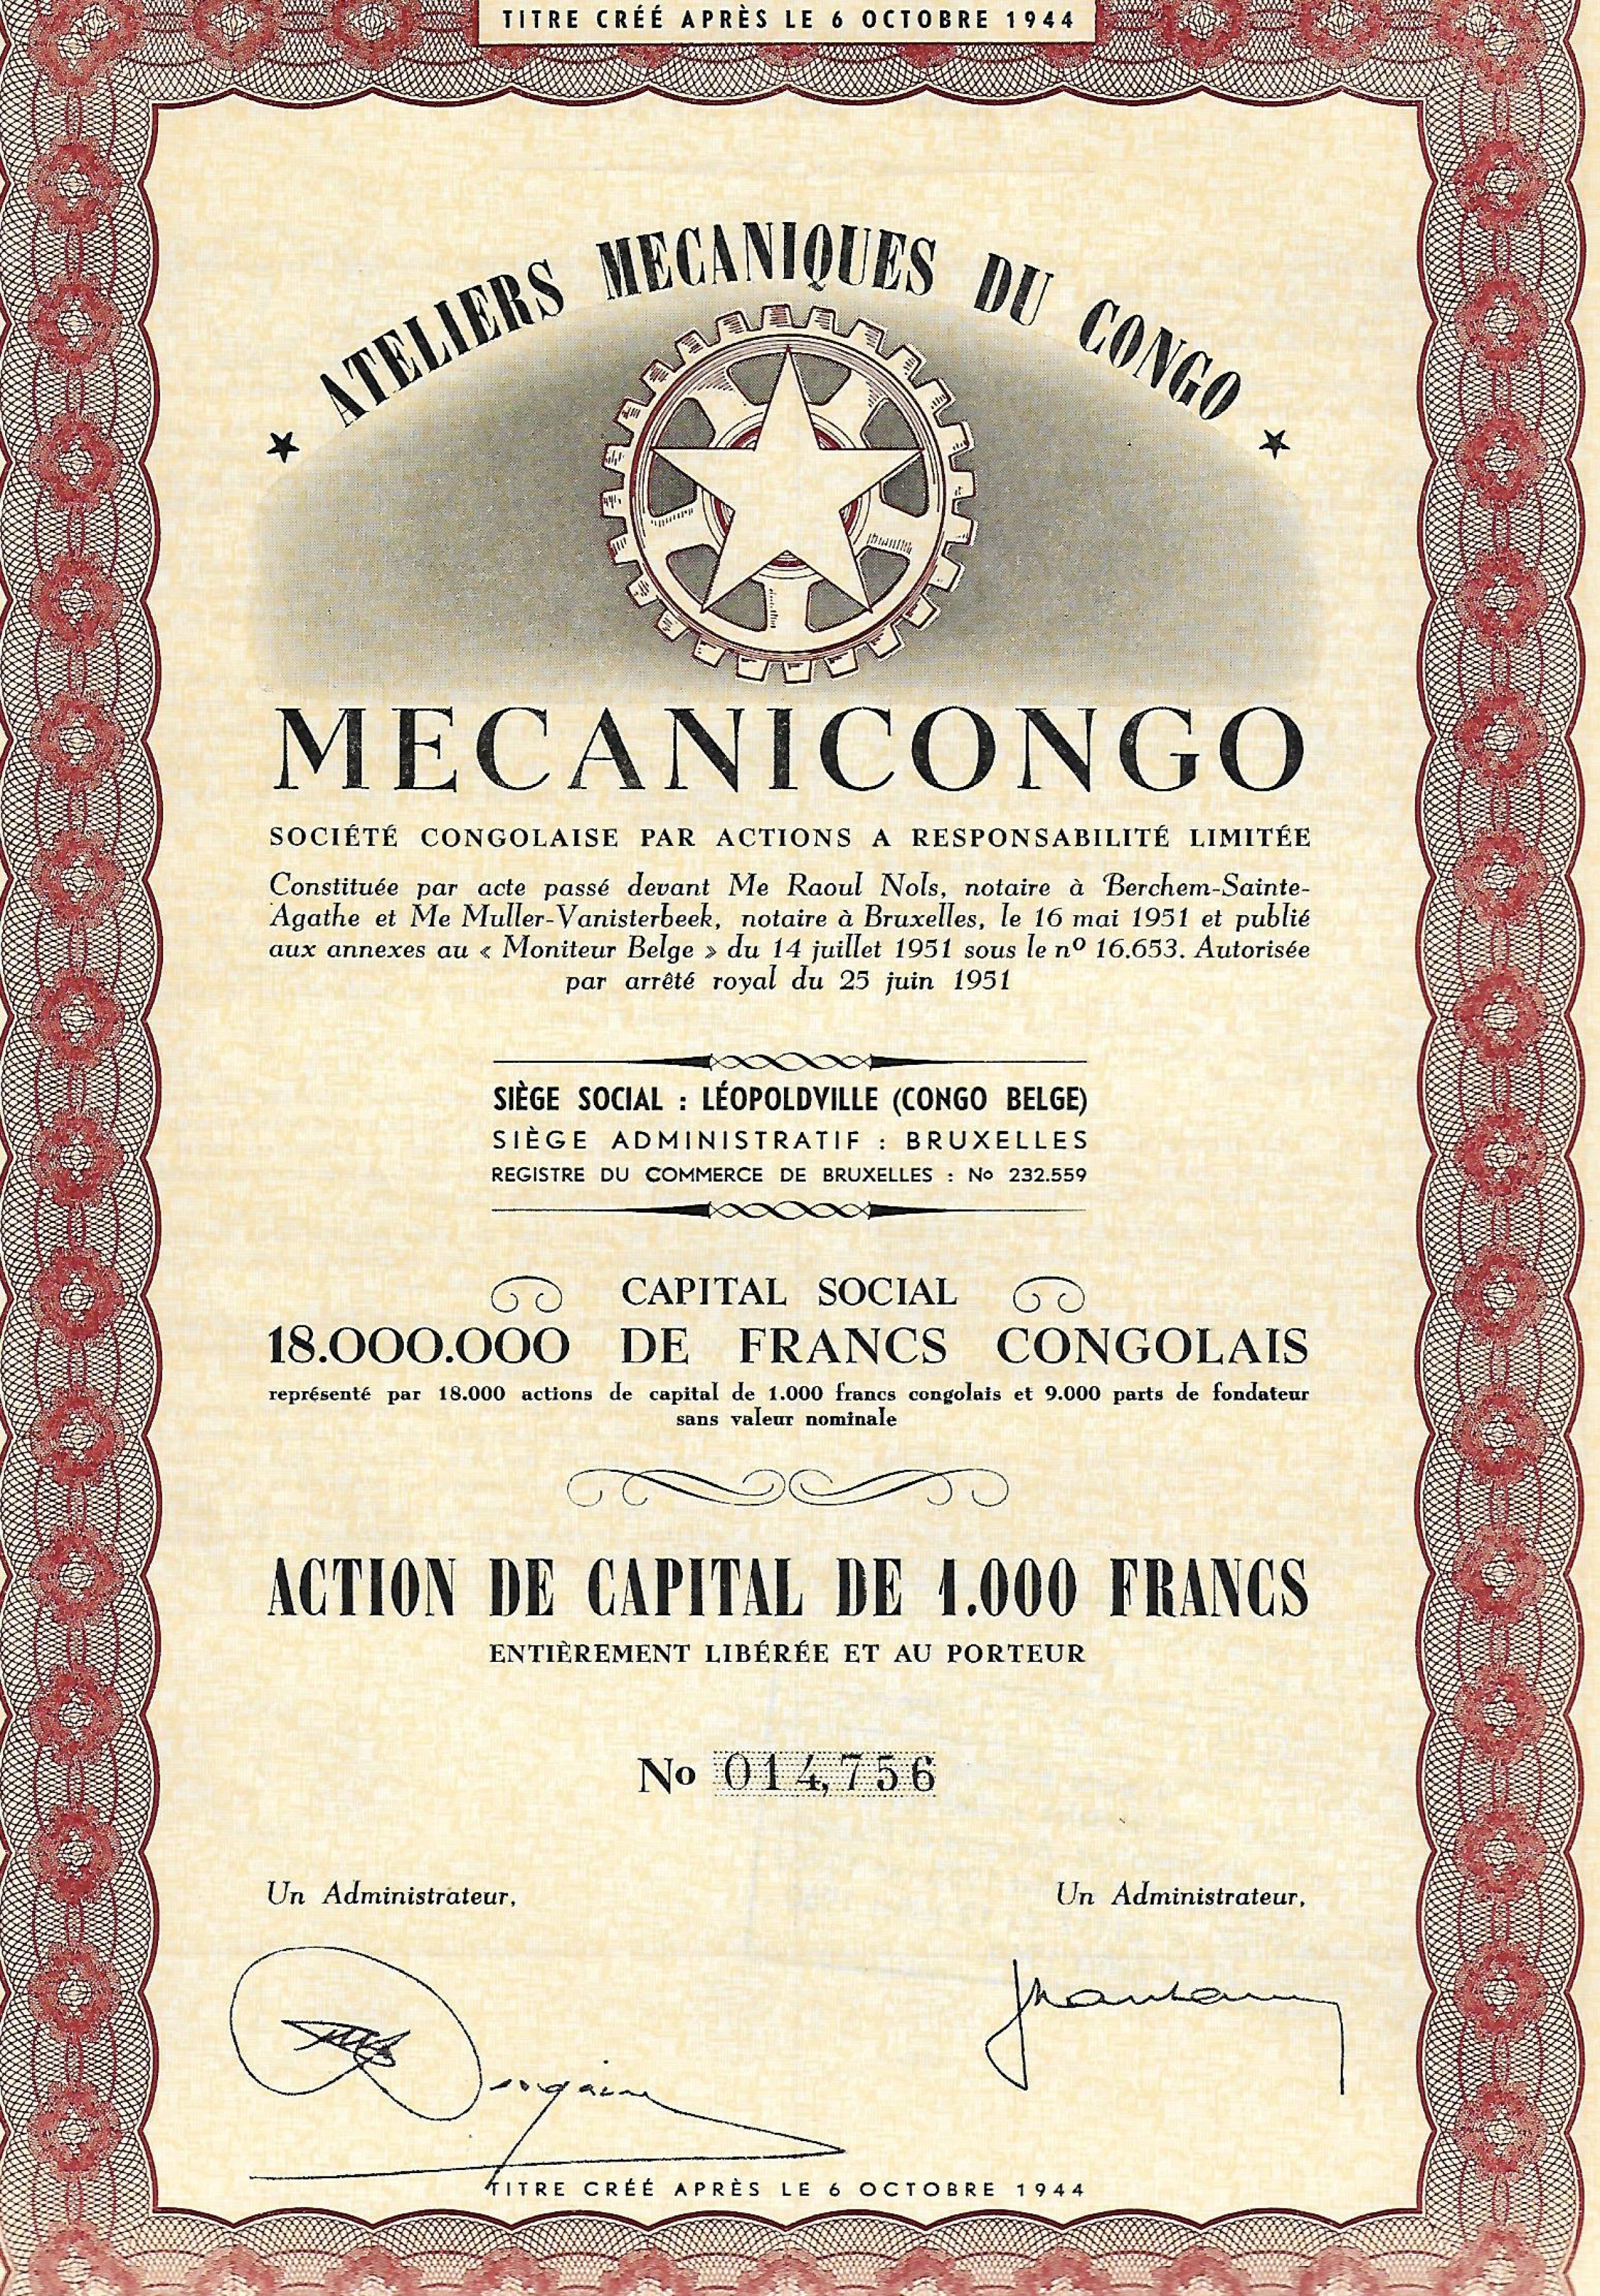 TITRE CRÉÉ APRÈS LE 6 OCTOBRE 1944
★ ATELIERS MECANIQUES DU CONGO ★
MECANICONGO
SOCIÉTÉ CONGOLAISE PAR ACTIONS A RESPONSABILITÉ LIMITÉE
Constituée par acte passé devant Me Raoul Nols, notaire à Berchem-Sainte-
Agathe et Me Muller-Vanisterbeek, notaire à Bruxelles, le 16 mai 1951 et publié
aux annexes au « Moniteur Belge » du 14 juillet 1951 sous le nº 16.653. Autorisée
par arrêté royal du 25 juin 1951
SIÈGE SOCIAL : LÉOPOLDVILLE (CONGO BELGE)
SIÈGE ADMINISTRATIF : BRUXELLES
REGISTRE DU COMMERCE DE BRUXELLES : No 232.559
CAPITAL SOCIAL
18.000.000 DE FRANCS CONGOLAIS
représenté par 18.000 actions de capital de 1.000 francs congolais et 9.000 parts de fondateur
sans valeur nominale
ACTION DE CAPITAL DE 1.000 FRANCS
ENTIÈREMENT LIBÉRÉE ET AU PORTEUR
No 014,756
Un Administrateur, Un Administrateur,
TITRE CRÉÉ APRÈS LE 6 OCTOBRE 1944